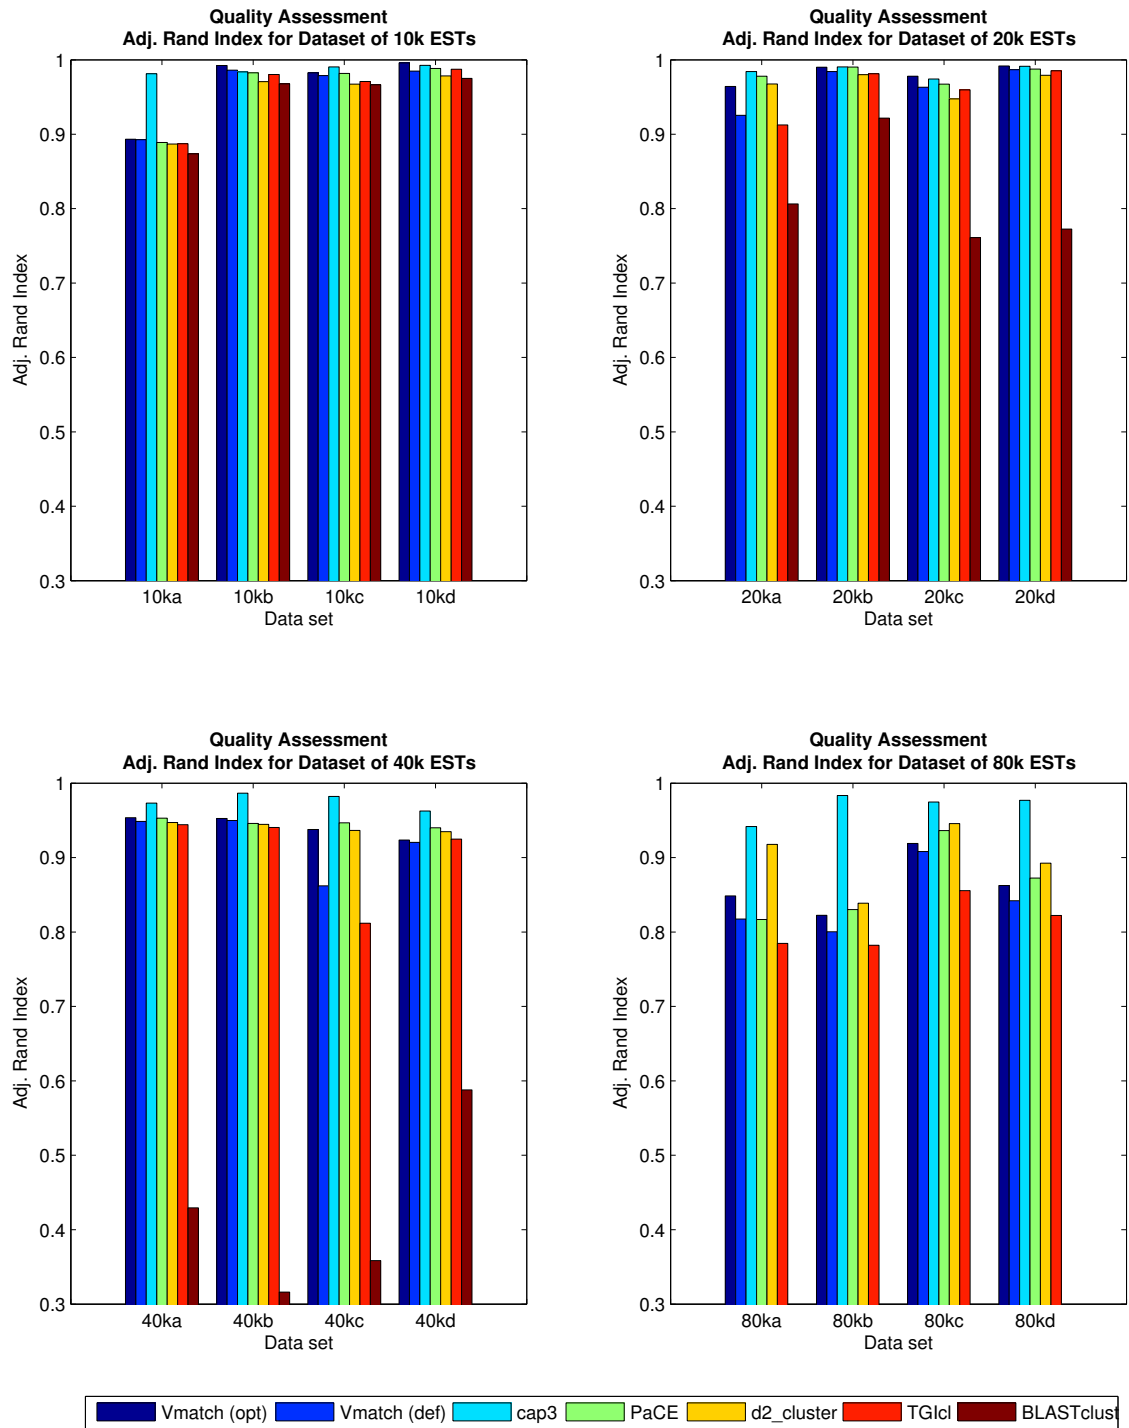 Quality Assessment
Adj. Rand Index for Dataset of 10k ESTs
1
0.9
0.8
0.7
0.6
0.5
0.4
0.3
Adj. Rand Index
10ka 10kb 10kc 10kd
Data set
Quality Assessment
Adj. Rand Index for Dataset of 20k ESTs
1
0.9
0.8
0.7
0.6
0.5
0.4
0.3
Adj. Rand Index
20ka 20kb 20kc 20kd
Data set
Quality Assessment
Adj. Rand Index for Dataset of 40k ESTs
1
0.9
0.8
0.7
0.6
0.5
0.4
0.3
Adj. Rand Index
40ka 40kb 40kc 40kd
Data set
Quality Assessment
Adj. Rand Index for Dataset of 80k ESTs
1
0.9
0.8
0.7
0.6
0.5
0.4
0.3
Adj. Rand Index
80ka 80kb 80kc 80kd
Data set
Vmatch (opt) Vmatch (def) cap3 PaCE d2_cluster TGIcl BLASTclust